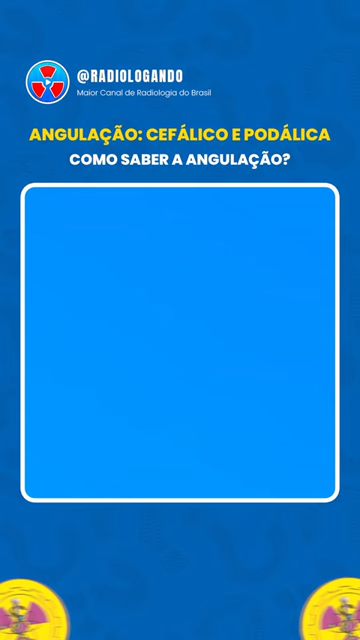 @RADIOLOGANDO
Maior Canal de Radiologia do Brasil
ANGULAÇÃO: CEFÁLICO E PODÁLICA
COMO SABER A ANGULAÇÃO?